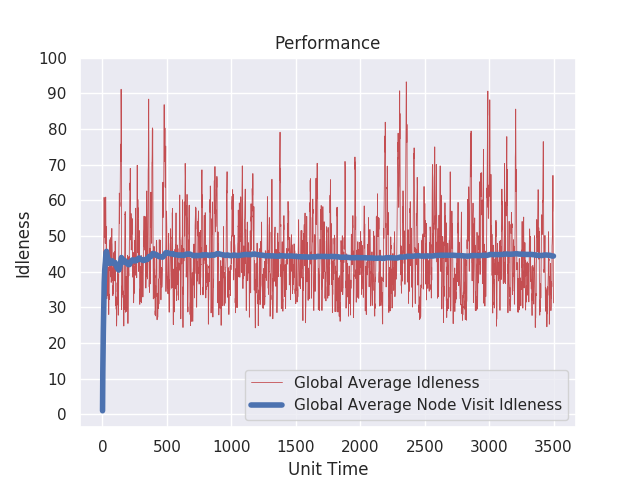 Performance
100
90
80
70
60
50
40
30
20
10
0
Idleness
Global Average Idleness
Global Average Node Visit Idleness
0 500 1000 1500 2000 2500 3000 3500
Unit Time